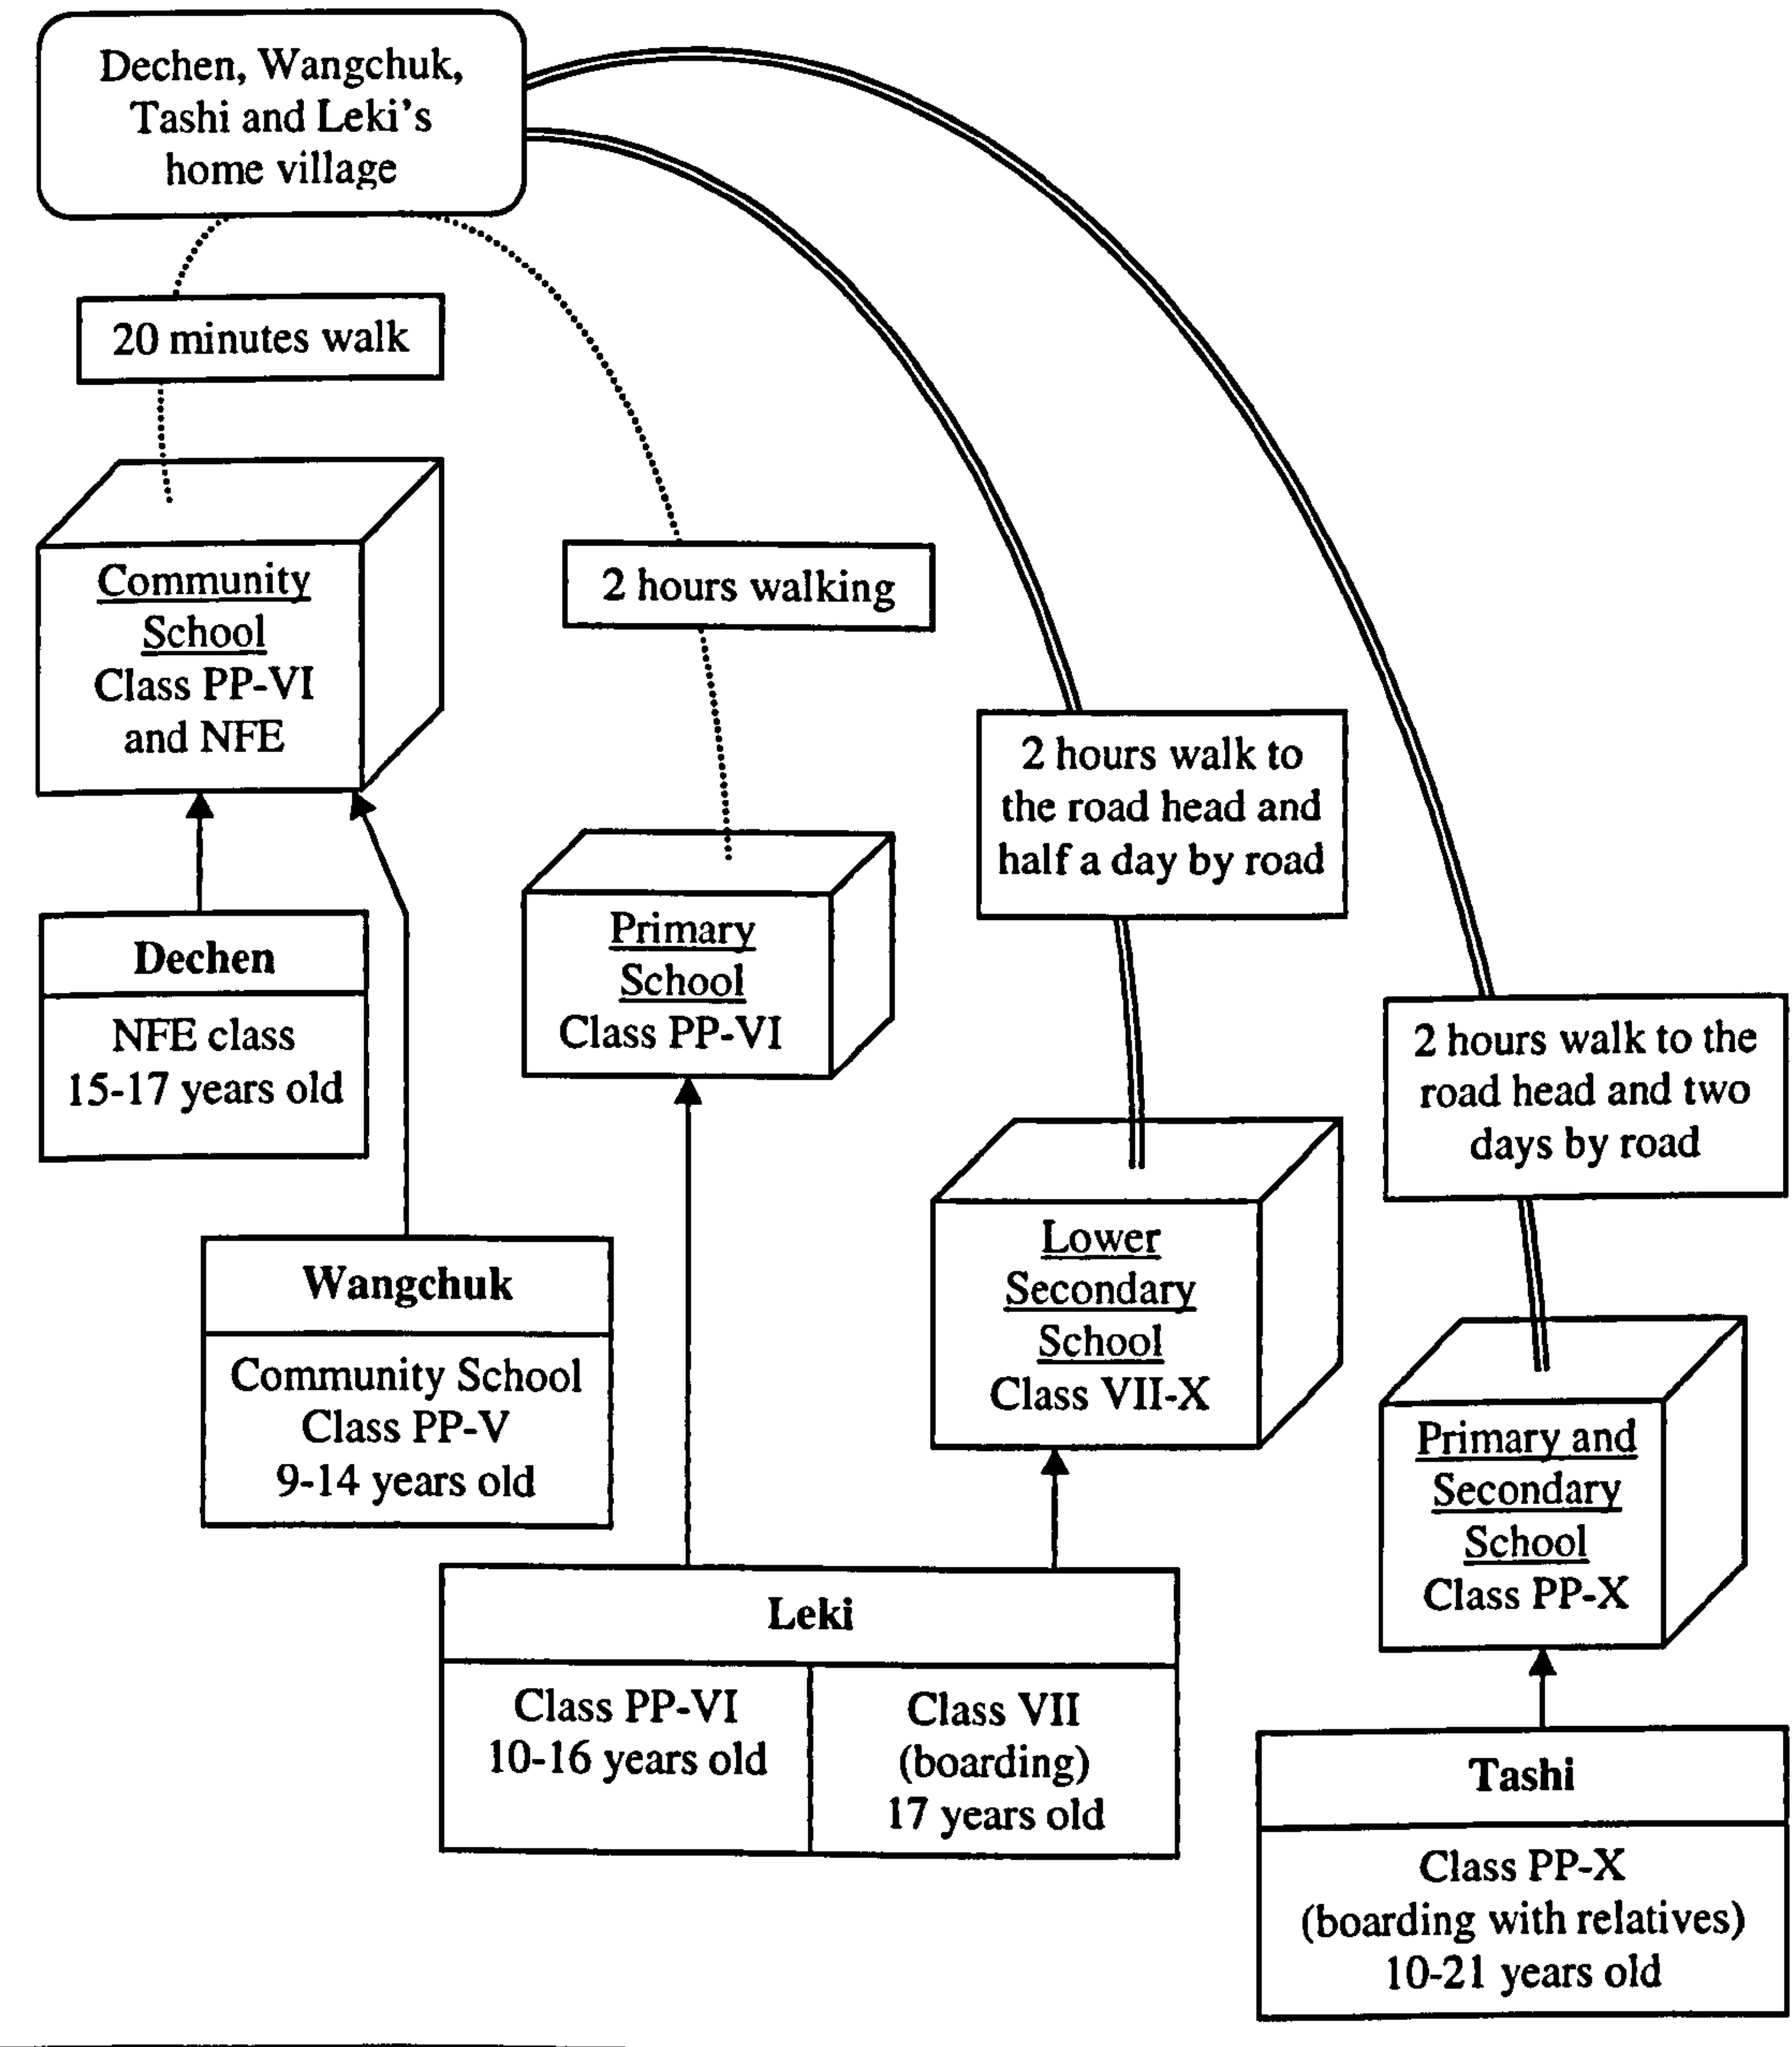 Dechen, Wangchuk,
Tashi and Leki's
home village
20 minutes walk
Community
School
Class PP-VI
and NFE
2 hours walking
2 hours walk to
the road head and
half a day by road
Dechen
NFE class
15-17 years old
Primary
School
Class PP-VI
2 hours walk to the
road head and two
days by road
Wangchuk
Community School
Class PP-V
9-14 years old
Lower
Secondary
School
Class VII-X
Primary and
Secondary
School
Class PP-X
Leki
Class PP-VI
10-16 years old
Class VII
(boarding)
17 years old
Tashi
Class PP-X
(boarding with relatives)
10-21 years old